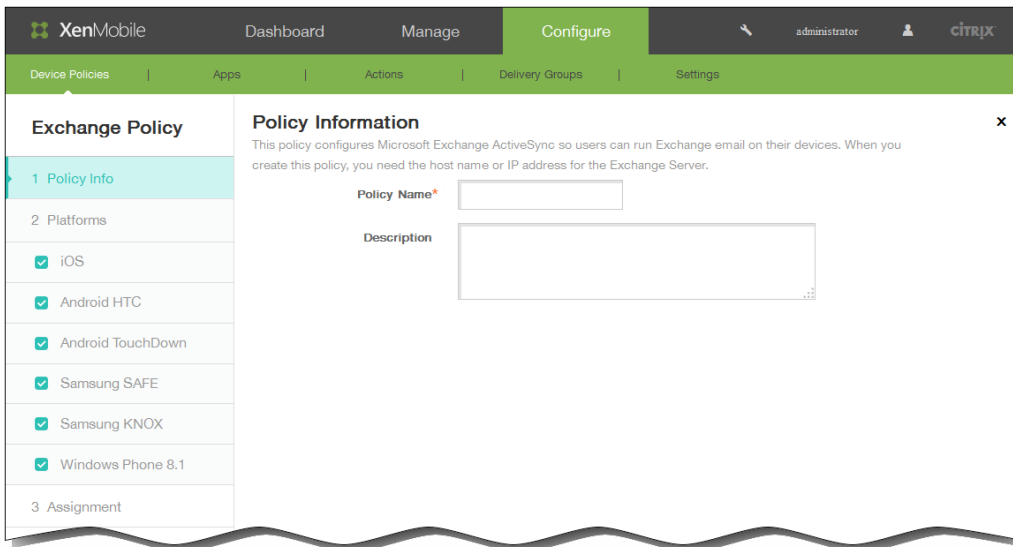 XenMobile
Dashboard
Manage
Configure
administrator
CİTRIX
Device Policies | Apps | Actions | Delivery Groups | Settings
Exchange Policy
1 Policy Info
2 Platforms
iOS
Android HTC
Android TouchDown
Samsung SAFE
Samsung KNOX
Windows Phone 8.1
3 Assignment
Policy Information
x
This policy configures Microsoft Exchange ActiveSync so users can run Exchange email on their devices. When you
create this policy, you need the host name or IP address for the Exchange Server.
Policy Name*
Description